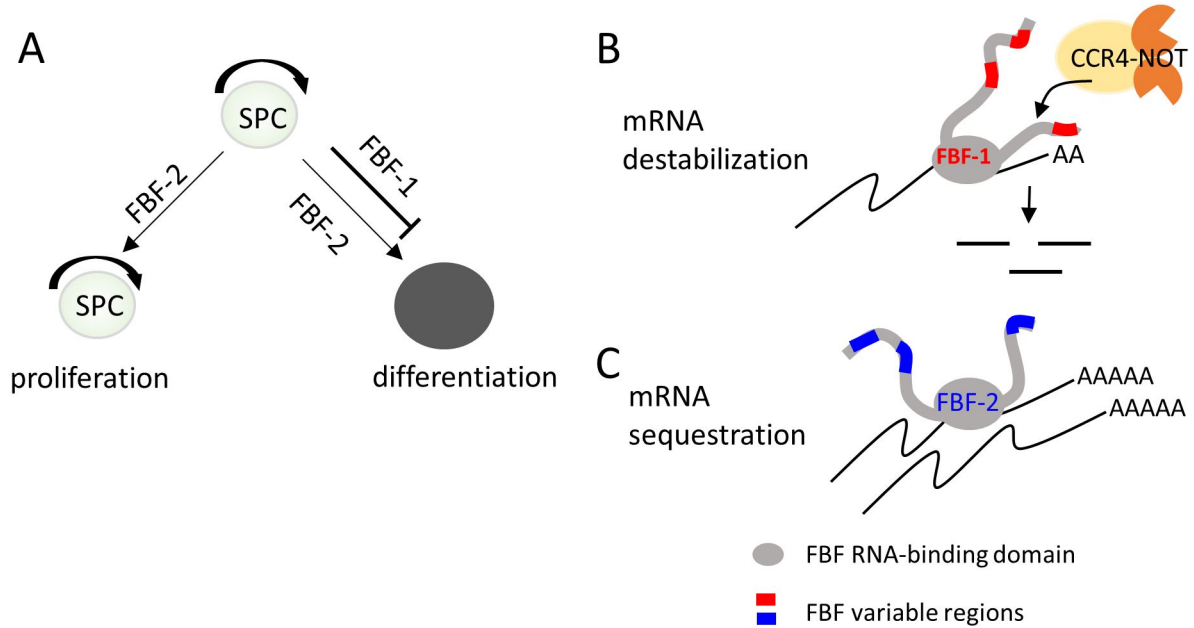 A
SPC
FBF-2
FBF-2
FBF-1
SPC
proliferation
differentiation
B
mRNA
destabilization
CCR4-NOT
FBF-1
AA
C
mRNA
sequestration
FBF-2
AAAAA
AAAAA
FBF RNA-binding domain
FBF variable regions